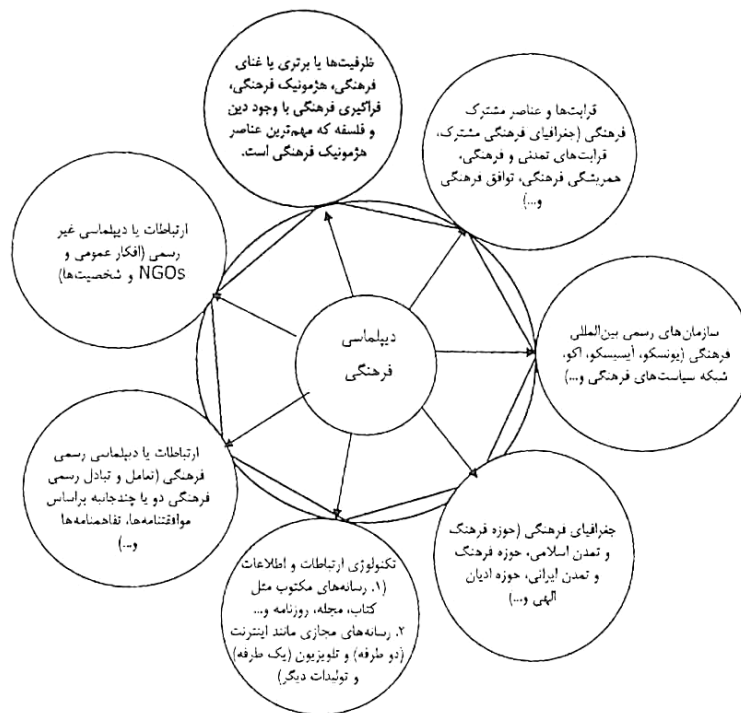 ظرفیت‌ها یا برتری یا غنای
فرهنگی، هژمونیک فرهنگی،
فراگیری فرهنگی با وجود دین
و فلسفه که مهم‌ترین عناصر
هژمونیک فرهنگی است.
قرابت‌ها و عناصر مشترک
فرهنگی (جغرافیای فرهنگی مشترک،
قرابت‌های تمدنی و فرهنگی،
همریشگی فرهنگی، توافق فرهنگی
و...)
سازمان‌های رسمی بین‌المللی
فرهنگی (یونسکو، آیسیسکو، اکو،
شبکه سیاست‌های فرهنگی و...)
جغرافیای فرهنگی (حوزه فرهنگ
و تمدن اسلامی، حوزه فرهنگ
و تمدن ایرانی، حوزه ادیان
الهی و...)
تکنولوژی ارتباطات و اطلاعات
(۱. رسانه‌های مکتوب مثل
کتاب، مجله، روزنامه و...
۲. رسانه‌های مجازی مانند اینترنت
(دو طرفه) و تلویزیون (یک طرفه)
و تولیدات دیگر)
ارتباطات یا دیپلماسی رسمی
فرهنگی (تعامل و تبادل رسمی
فرهنگی دو یا چندجانبه براساس
موافقتنامه‌ها، تفاهمنامه‌ها
و...)
ارتباطات یا دیپلماسی غیر
رسمی (افکار عمومی و
NGOs و شخصیت‌ها)
دیپلماسی
فرهنگی